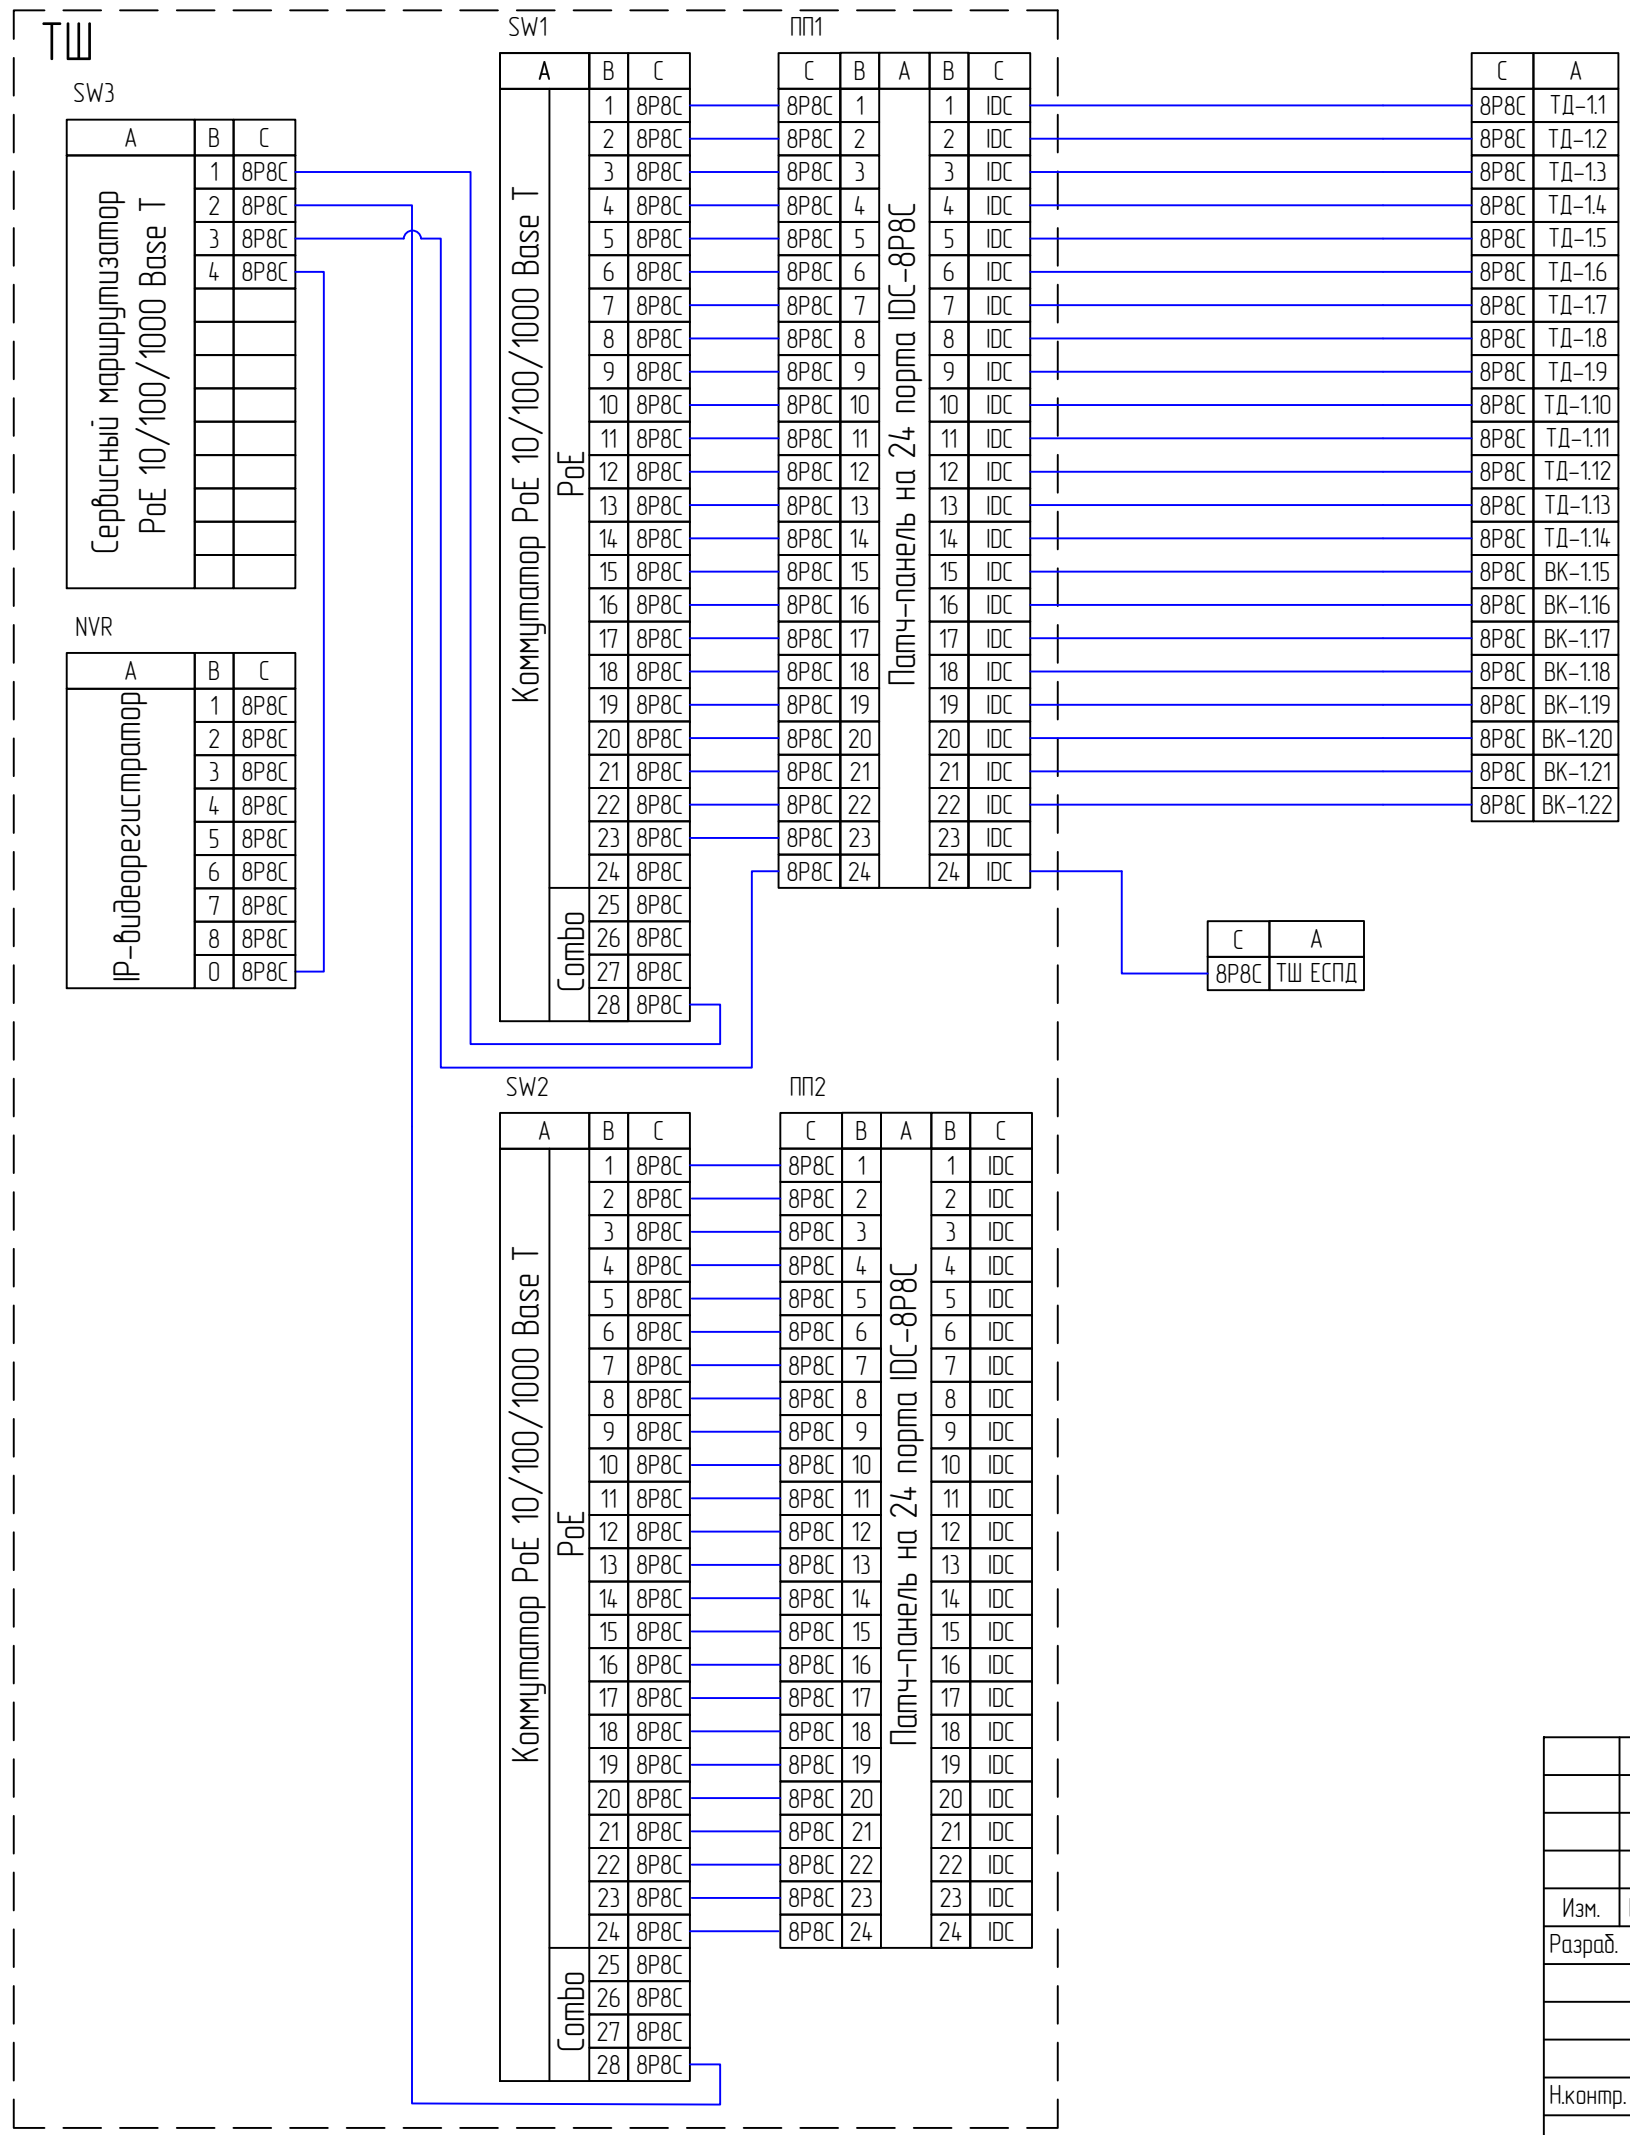 ТШ
SW3
A B C
Сервисный маршрутизатор
PoE 10/100/1000 Base T
1 8P8C
2 8P8C
3 8P8C
4 8P8C
NVR
A B C
IP-видеорегистратор
1 8P8C
2 8P8C
3 8P8C
4 8P8C
5 8P8C
6 8P8C
7 8P8C
8 8P8C
0 8P8C
SW1
A B C
Коммутатор PoE 10/100/1000 Base T
PoE
1 8P8C
2 8P8C
3 8P8C
4 8P8C
5 8P8C
6 8P8C
7 8P8C
8 8P8C
9 8P8C
10 8P8C
11 8P8C
12 8P8C
13 8P8C
14 8P8C
15 8P8C
16 8P8C
17 8P8C
18 8P8C
19 8P8C
20 8P8C
21 8P8C
22 8P8C
23 8P8C
24 8P8C
Combo
25 8P8C
26 8P8C
27 8P8C
28 8P8C
ПП1
C B A B C
Патч-панель на 24 порта IDC-8P8C
8P8C 1 1 IDC
8P8C 2 2 IDC
8P8C 3 3 IDC
8P8C 4 4 IDC
8P8C 5 5 IDC
8P8C 6 6 IDC
8P8C 7 7 IDC
8P8C 8 8 IDC
8P8C 9 9 IDC
8P8C 10 10 IDC
8P8C 11 11 IDC
8P8C 12 12 IDC
8P8C 13 13 IDC
8P8C 14 14 IDC
8P8C 15 15 IDC
8P8C 16 16 IDC
8P8C 17 17 IDC
8P8C 18 18 IDC
8P8C 19 19 IDC
8P8C 20 20 IDC
8P8C 21 21 IDC
8P8C 22 22 IDC
8P8C 23 23 IDC
8P8C 24 24 IDC
C A
8P8C ТД-1.1
8P8C ТД-1.2
8P8C ТД-1.3
8P8C ТД-1.4
8P8C ТД-1.5
8P8C ТД-1.6
8P8C ТД-1.7
8P8C ТД-1.8
8P8C ТД-1.9
8P8C ТД-1.10
8P8C ТД-1.11
8P8C ТД-1.12
8P8C ТД-1.13
8P8C ТД-1.14
8P8C ВК-1.15
8P8C ВК-1.16
8P8C ВК-1.17
8P8C ВК-1.18
8P8C ВК-1.19
8P8C ВК-1.20
8P8C ВК-1.21
8P8C ВК-1.22
C A
8P8C ТШ ЕСПД
SW2
A B C
Коммутатор PoE 10/100/1000 Base T
PoE
1 8P8C
2 8P8C
3 8P8C
4 8P8C
5 8P8C
6 8P8C
7 8P8C
8 8P8C
9 8P8C
10 8P8C
11 8P8C
12 8P8C
13 8P8C
14 8P8C
15 8P8C
16 8P8C
17 8P8C
18 8P8C
19 8P8C
20 8P8C
21 8P8C
22 8P8C
23 8P8C
24 8P8C
Combo
25 8P8C
26 8P8C
27 8P8C
28 8P8C
ПП2
C B A B C
Патч-панель на 24 порта IDC-8P8C
8P8C 1 1 IDC
8P8C 2 2 IDC
8P8C 3 3 IDC
8P8C 4 4 IDC
8P8C 5 5 IDC
8P8C 6 6 IDC
8P8C 7 7 IDC
8P8C 8 8 IDC
8P8C 9 9 IDC
8P8C 10 10 IDC
8P8C 11 11 IDC
8P8C 12 12 IDC
8P8C 13 13 IDC
8P8C 14 14 IDC
8P8C 15 15 IDC
8P8C 16 16 IDC
8P8C 17 17 IDC
8P8C 18 18 IDC
8P8C 19 19 IDC
8P8C 20 20 IDC
8P8C 21 21 IDC
8P8C 22 22 IDC
8P8C 23 23 IDC
8P8C 24 24 IDC
Изм.
Разраб.
Н.контр.